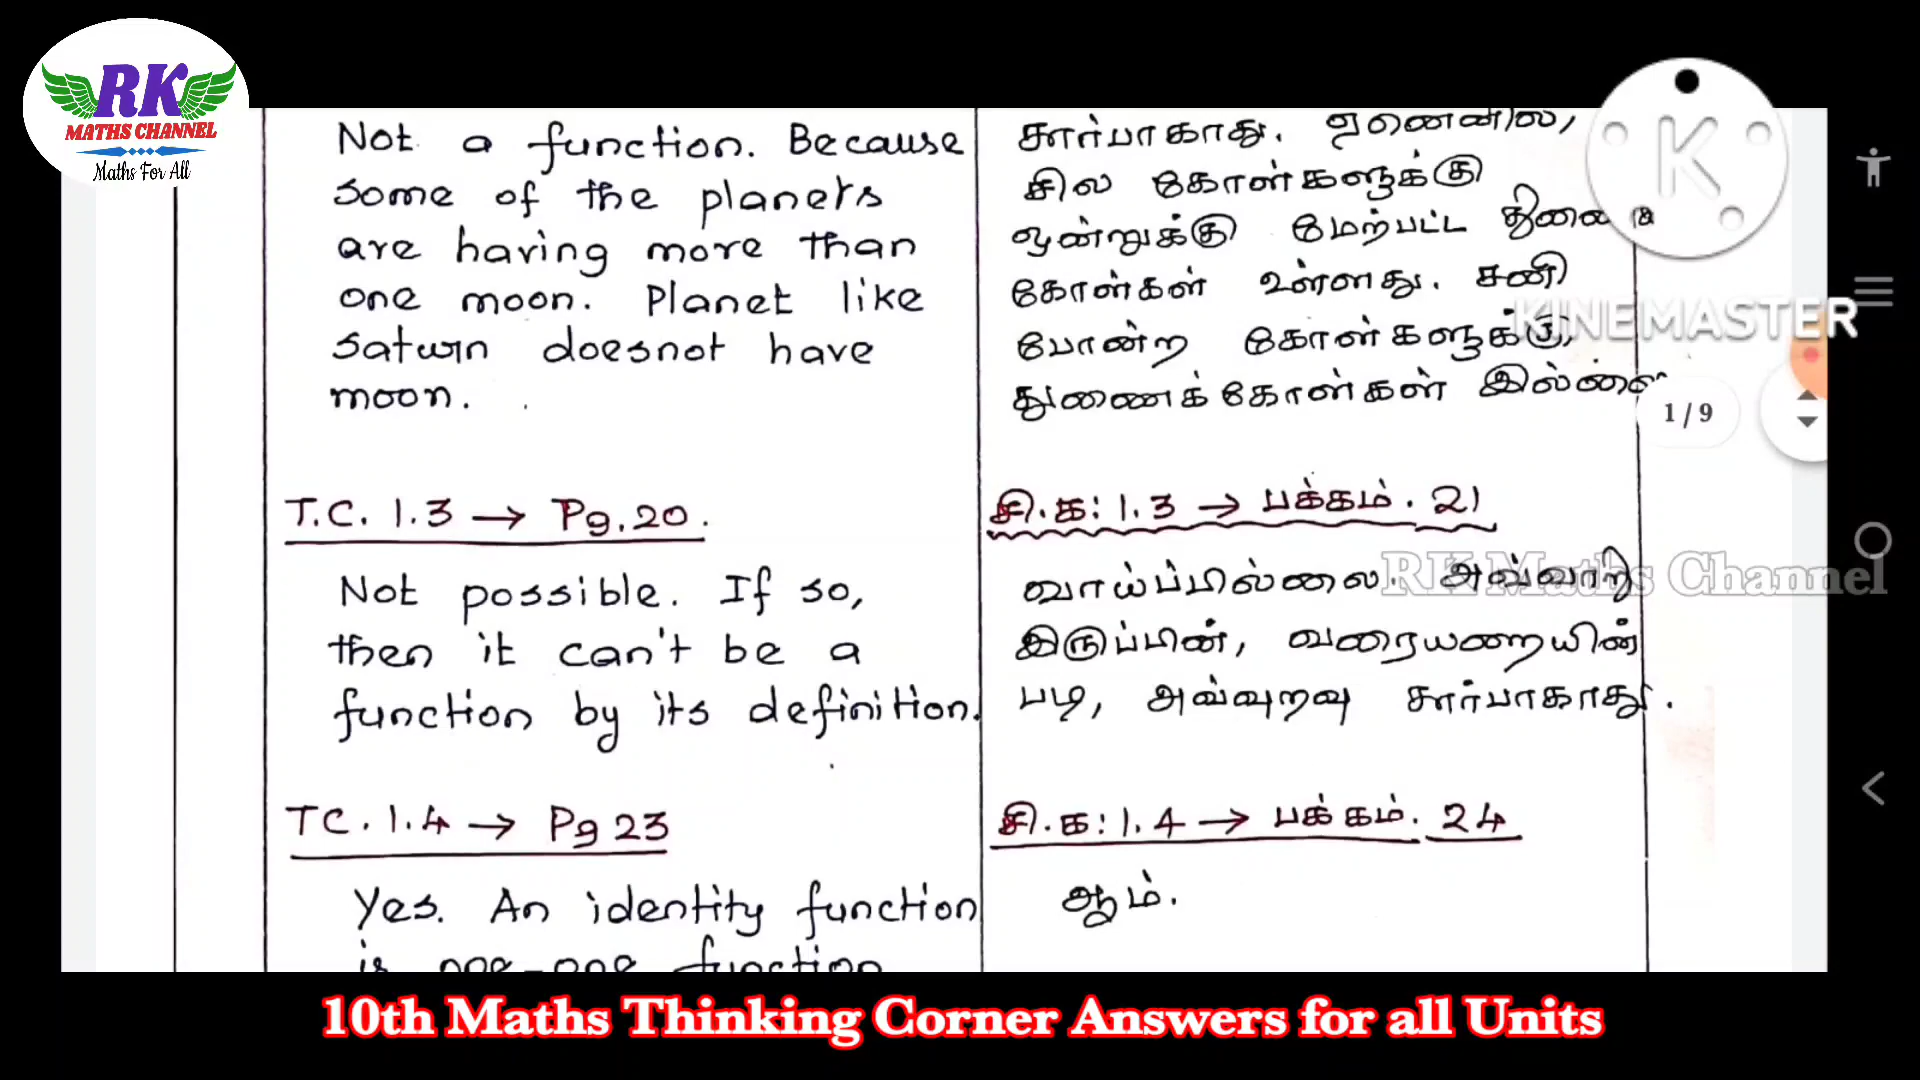 RK
MATHS CHANNEL
Maths For All
Not a function. Because
some of the planets
are having more than
one moon. Planet like
saturn doesnot have
moon.
T.C. 1.3 → Pg.20.
Not possible. If so,
then it can't be a
function by its definition.
TC. 1.4 → Pg 23
Yes. An identity function
is one-one function
சார்பாகாது. ஏனெனில்,
சில கோள்களுக்கு
ஒன்றுக்கு மேற்பட்ட
கோள்கள் உள்ளது. சனி
போன்ற கோள்களுக்கு,
துணைக்கோள்கள் இல்லை
சி.க: 1.3 → பக்கம். 21
வாய்ப்பில்லை. அவ்வாறு
இருப்பின், வரையறையின்
படி, அவ்வுறவு சார்பாகாது.
சி.க: 1.4 → பக்கம். 24
ஆம்.
K
KINEMASTER
1 / 9
RK Maths Channel
10th Maths Thinking Corner Answers for all Units